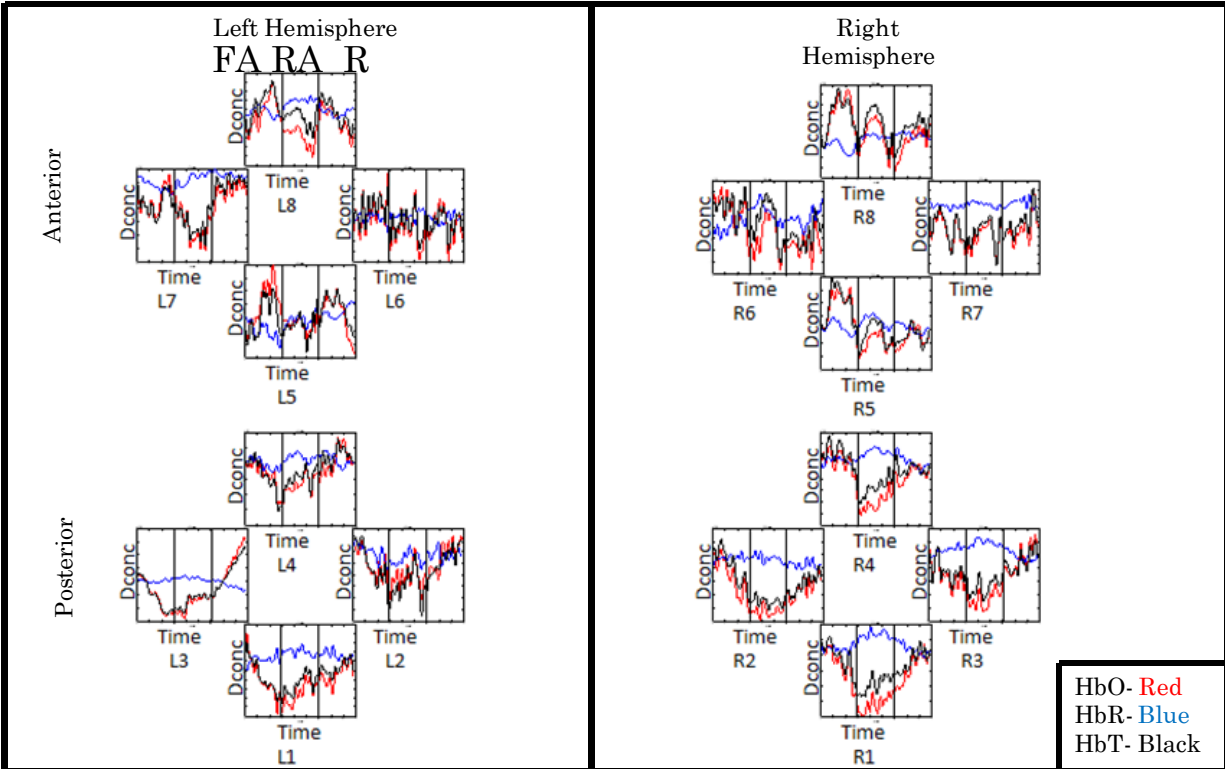 Left Hemisphere
FA RA R
Dconc
Time
L8
Anterior
Dconc
Time
L7
Dconc
Time
L6
Dconc
Time
L5
Posterior
Dconc
Time
L4
Dconc
Time
L3
Dconc
Time
L2
Dconc
Time
L1
Right
Hemisphere
Dconc
Time
R8
Dconc
Time
R6
Dconc
Time
R7
Dconc
Time
R5
Dconc
Time
R4
Dconc
Time
R2
Dconc
Time
R3
Dconc
Time
R1
HbO- Red
HbR- Blue
HbT- Black